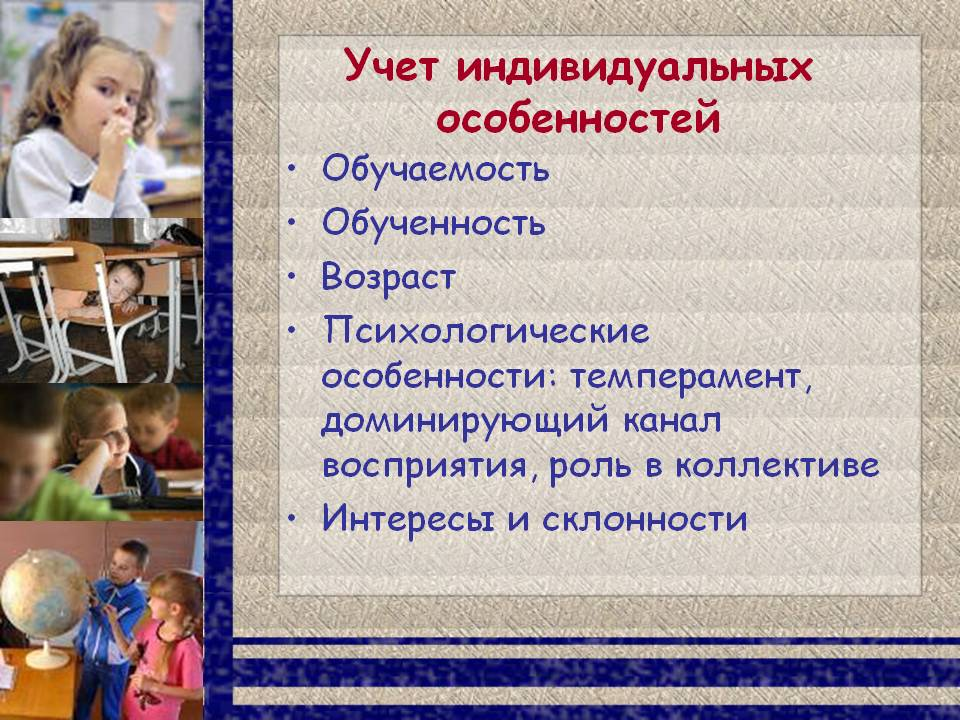 Учет индивидуальных
особенностей
• Обучаемость
• Обученность
• Возраст
• Психологические
особенности: темперамент,
доминирующий канал
восприятия, роль в коллективе
• Интересы и склонности